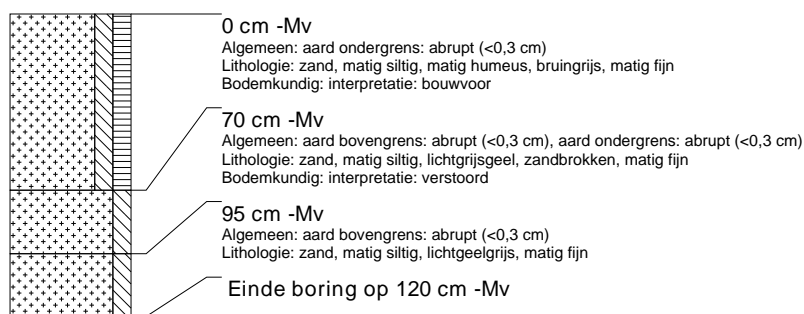 0 cm -Mv
Algemeen: aard ondergrens: abrupt (<0,3 cm)
Lithologie: zand, matig siltig, matig humeus, bruingrijs, matig fijn
Bodemkundig: interpretatie: bouwvoor
70 cm -Mv
Algemeen: aard bovengrens: abrupt (<0,3 cm), aard ondergrens: abrupt (<0,3 cm)
Lithologie: zand, matig siltig, lichtgrijsgeel, zandbrokken, matig fijn
Bodemkundig: interpretatie: verstoord
95 cm -Mv
Algemeen: aard bovengrens: abrupt (<0,3 cm)
Lithologie: zand, matig siltig, lichtgeelgrijs, matig fijn
Einde boring op 120 cm -Mv